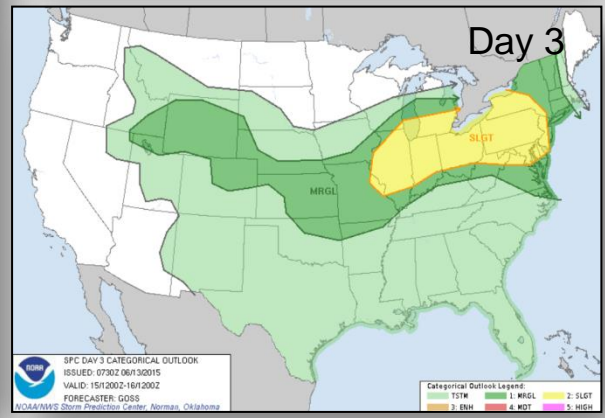 Day 3
SLGT
MRGL
NOAA
SPC DAY 3 CATEGORICAL OUTLOOK
ISSUED: 0730Z 06/13/2015
VALID: 15/1200Z-16/1200Z
FORECASTER: GOSS
NOAA/NWS Storm Prediction Center, Norman, Oklahoma
Categorical Outlook Legend:
TSTM 1: MRGL 2: SLGT
3: ENH 4: MDT 5: HIGH